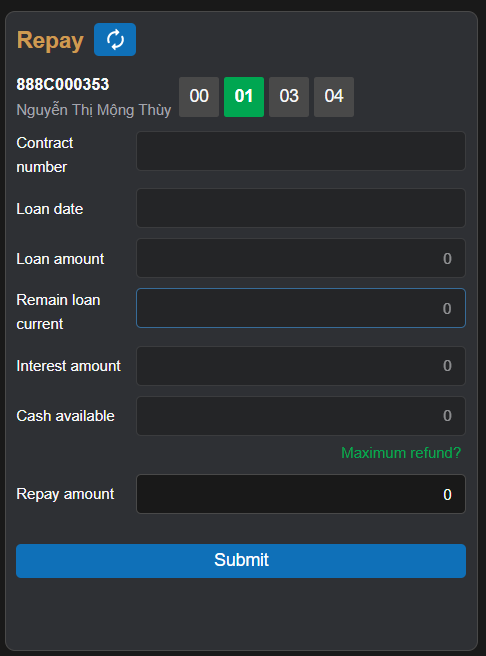 Repay
888C000353
Nguyễn Thị Mộng Thùy
00 01 03 04
Contract
number
Loan date
Loan amount 0
Remain loan
current 0
Interest amount 0
Cash available 0
Maximum refund?
Repay amount 0
Submit